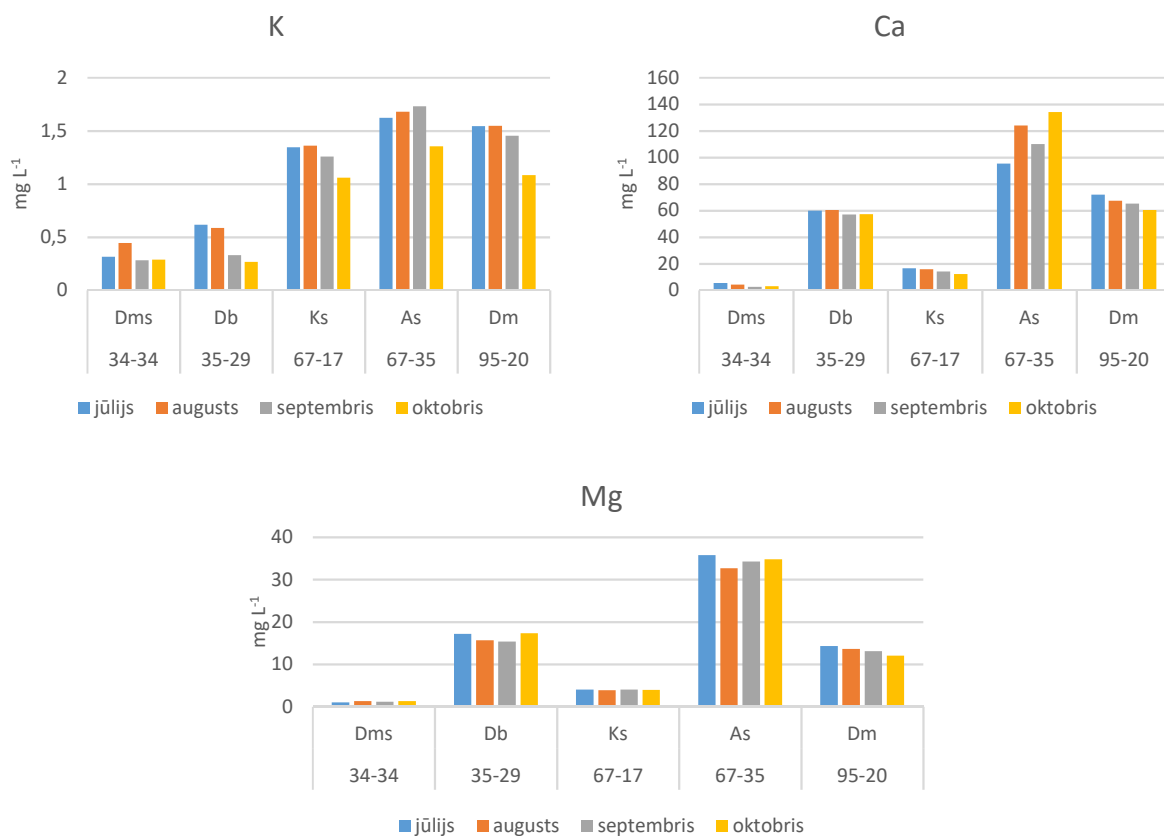 K
2
1,5
1
0,5
0
mg L-1
Dms Db Ks As Dm
34-34 35-29 67-17 67-35 95-20
jūlijs augusts septembris oktobris
Ca
160
140
120
100
80
60
40
20
0
mg L-1
Dms Db Ks As Dm
34-34 35-29 67-17 67-35 95-20
jūlijs augusts septembris oktobris
Mg
40
30
20
10
0
mg L-1
Dms Db Ks As Dm
34-34 35-29 67-17 67-35 95-20
jūlijs augusts septembris oktobris